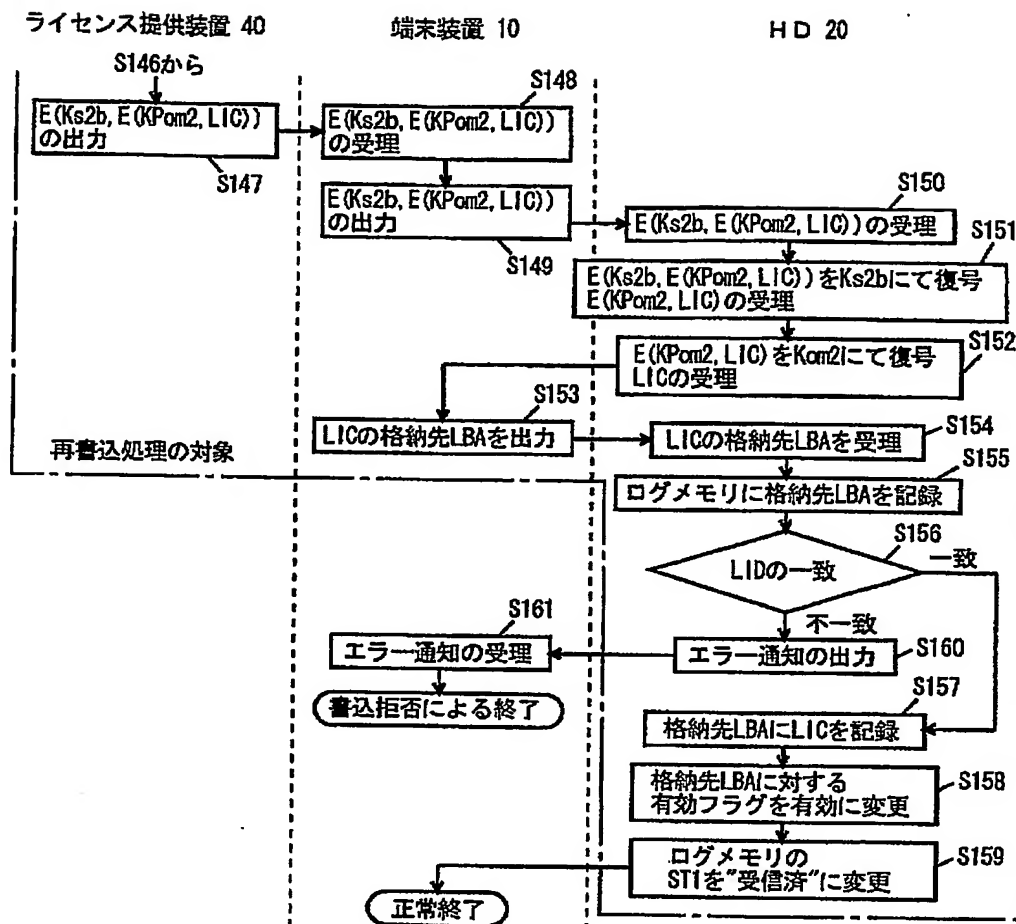 ライセンス提供装置 40
端末装置 10
HD 20
S146から
E(Ks2b, E(KPom2, LIC))
の出力
S147
S148
E(Ks2b, E(KPom2, LIC))
の受理
E(Ks2b, E(KPom2, LIC))
の出力
S149
S150
E(Ks2b, E(KPom2, LIC))の受理
S151
E(Ks2b, E(KPom2, LIC))をKs2bにて復号
E(KPom2, LIC)の受理
S152
E(KPom2, LIC)をKom2にて復号
LICの受理
S153
LICの格納先LBAを出力
S154
LICの格納先LBAを受理
再書込処理の対象
S155
ログメモリに格納先LBAを記録
S156
LIDの一致
一致
不一致
S161
エラー通知の受理
エラー通知の出力
S160
書込拒否による終了
S157
格納先LBAにLICを記録
格納先LBAに対する
有効フラグを有効に変更
S158
ログメモリの
ST1を"受信済"に変更
S159
正常終了